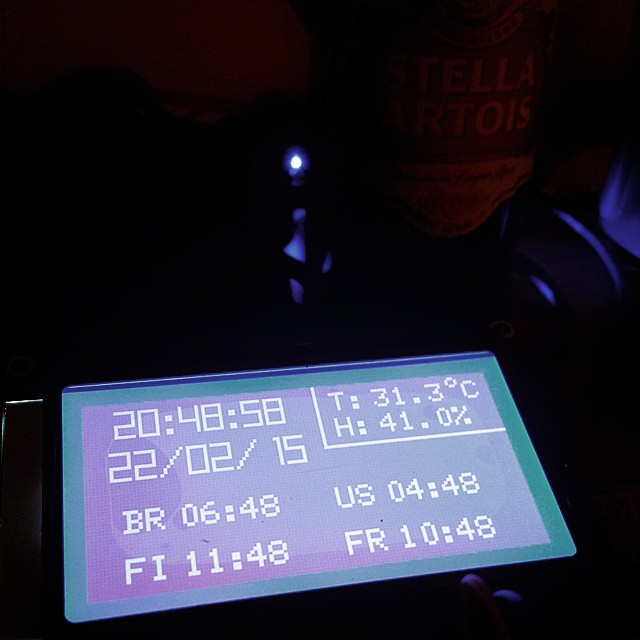 STELLA
ARTOIS
20:48:58
22/02/ 15
T: 31.3°C
H: 41.0%
BR 06:48
US 04:48
FI 11:48
FR 10:48